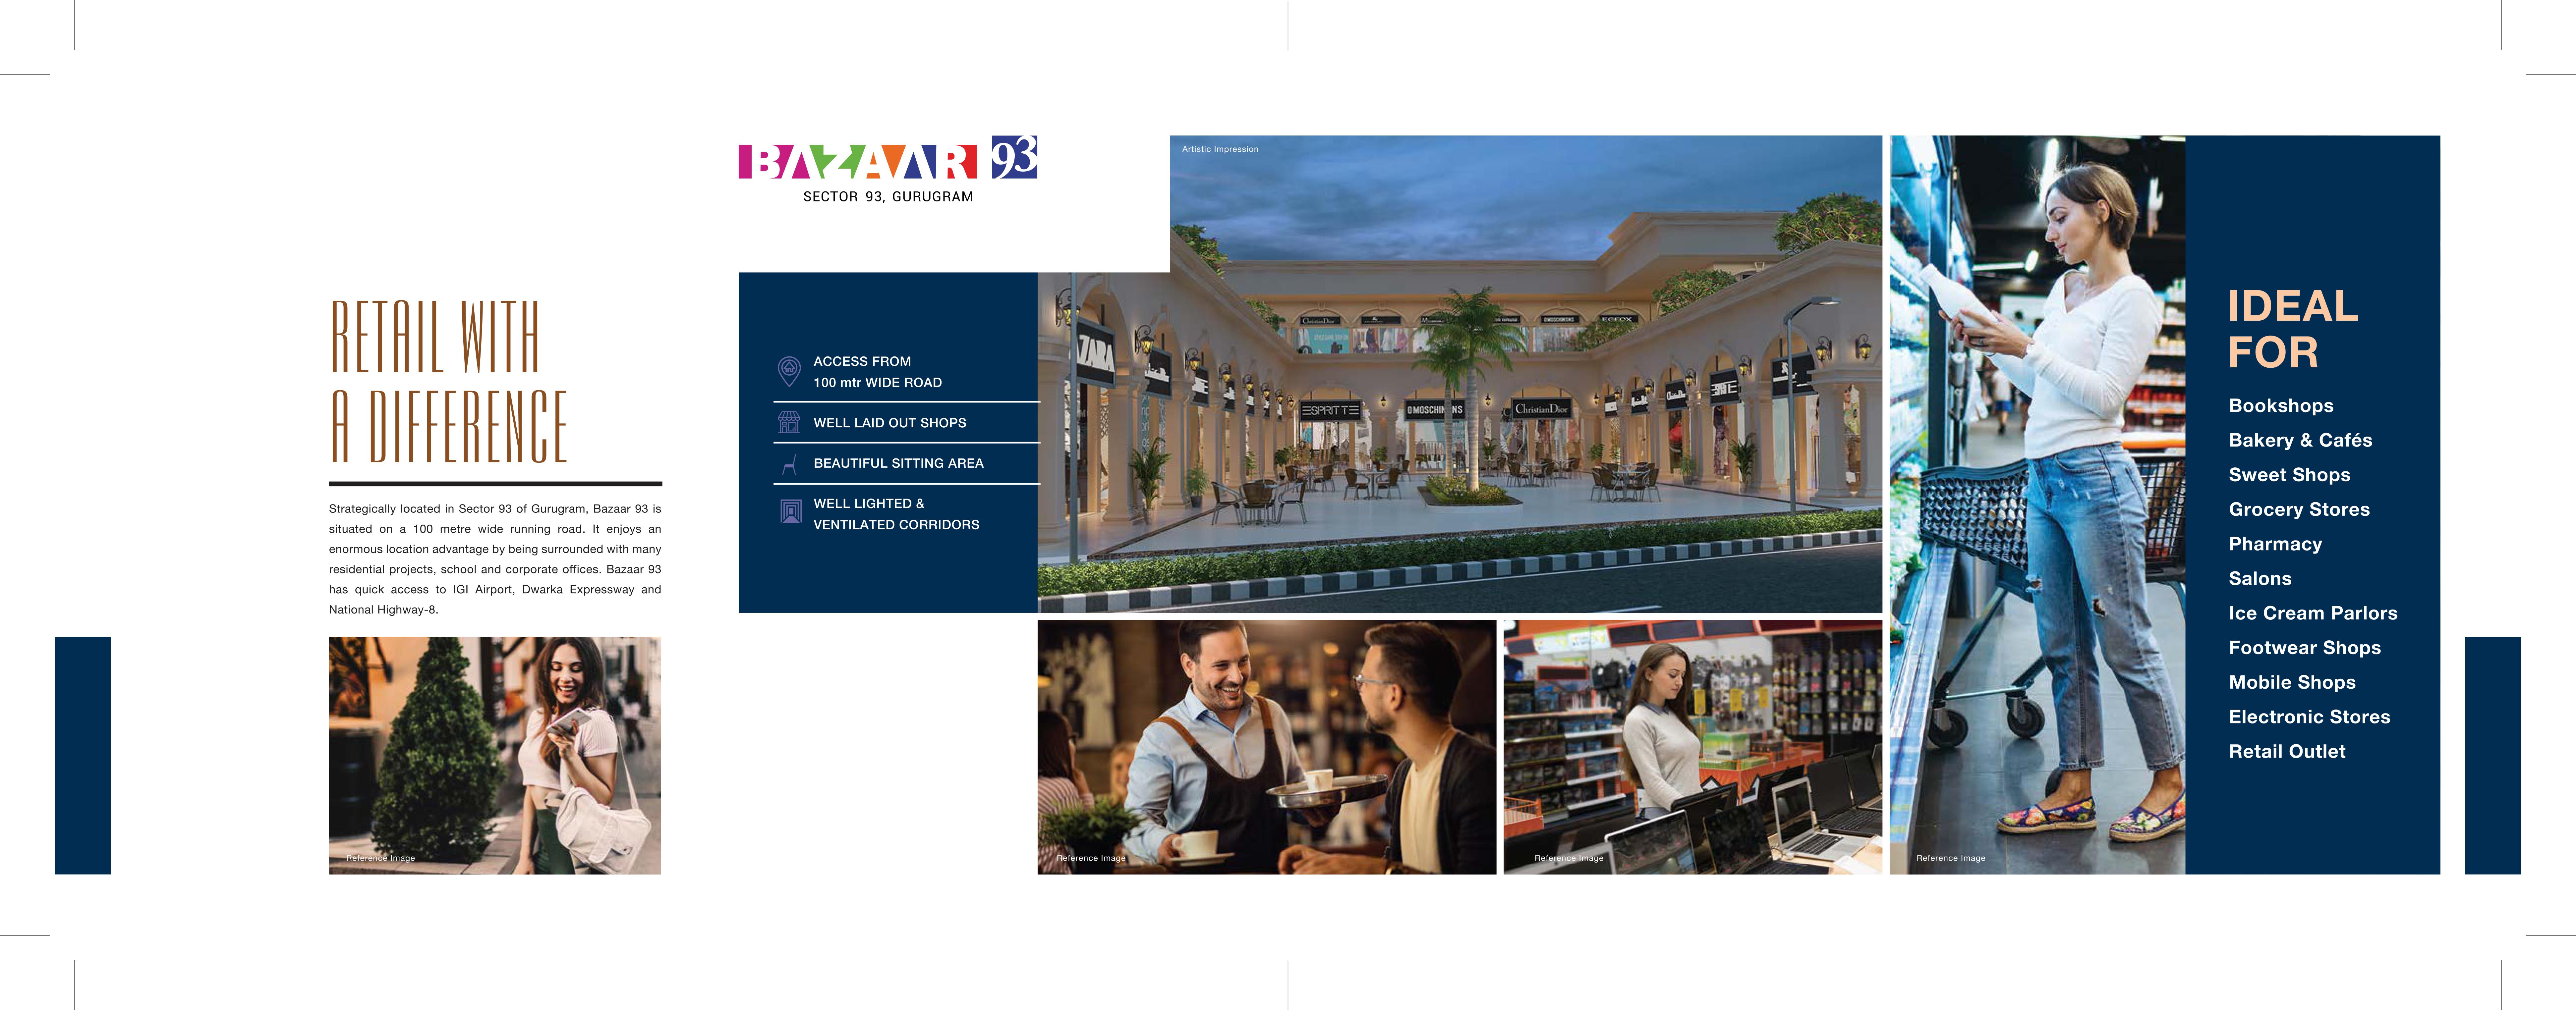 RETAIL WITH
A DIFFERENCE
Strategically located in Sector 93 of Gurugram, Bazaar 93 is
situated on a 100 metre wide running road. It enjoys an
enormous location advantage by being surrounded with many
residential projects, school and corporate offices. Bazaar 93
has quick access to IGI Airport, Dwarka Expressway and
National Highway-8.
Reference Image
BAZAAR 93
SECTOR 93, GURUGRAM
ACCESS FROM
100 mtr WIDE ROAD
WELL LAID OUT SHOPS
BEAUTIFUL SITTING AREA
WELL LIGHTED &
VENTILATED CORRIDORS
Artistic Impression
ZARA
ESPRITTE
OMOSCHINONS
ChristianDior
Reference Image
Reference Image
Reference Image
IDEAL
FOR
Bookshops
Bakery & Cafés
Sweet Shops
Grocery Stores
Pharmacy
Salons
Ice Cream Parlors
Footwear Shops
Mobile Shops
Electronic Stores
Retail Outlet